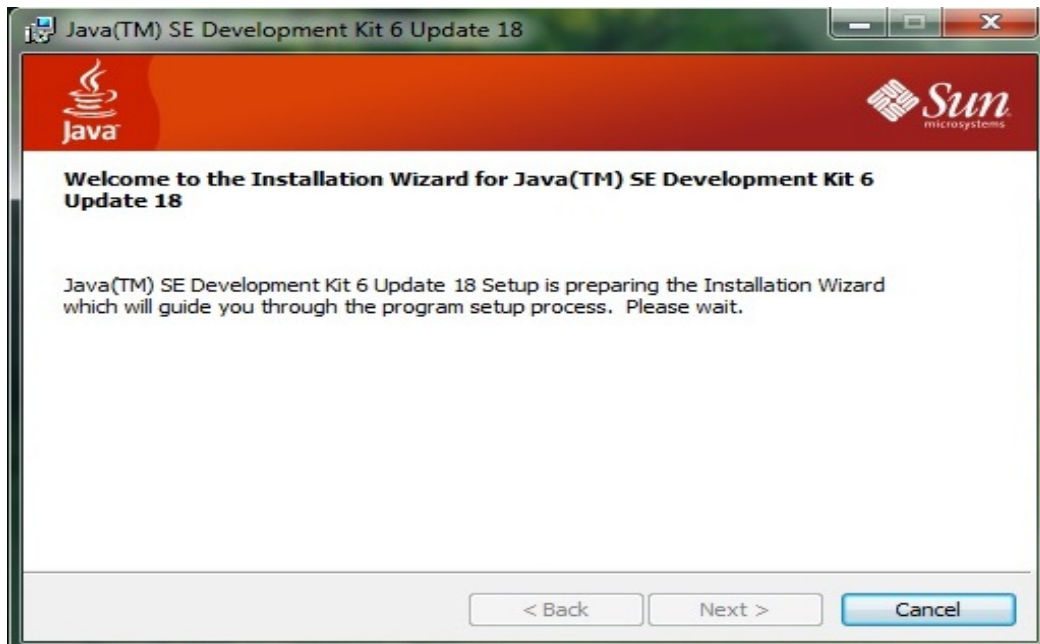 Java(TM) SE Development Kit 6 Update 18
Java
Sun
microsystems
Welcome to the Installation Wizard for Java(TM) SE Development Kit 6
Update 18
Java(TM) SE Development Kit 6 Update 18 Setup is preparing the Installation Wizard
which will guide you through the program setup process. Please wait.
< Back
Next >
Cancel